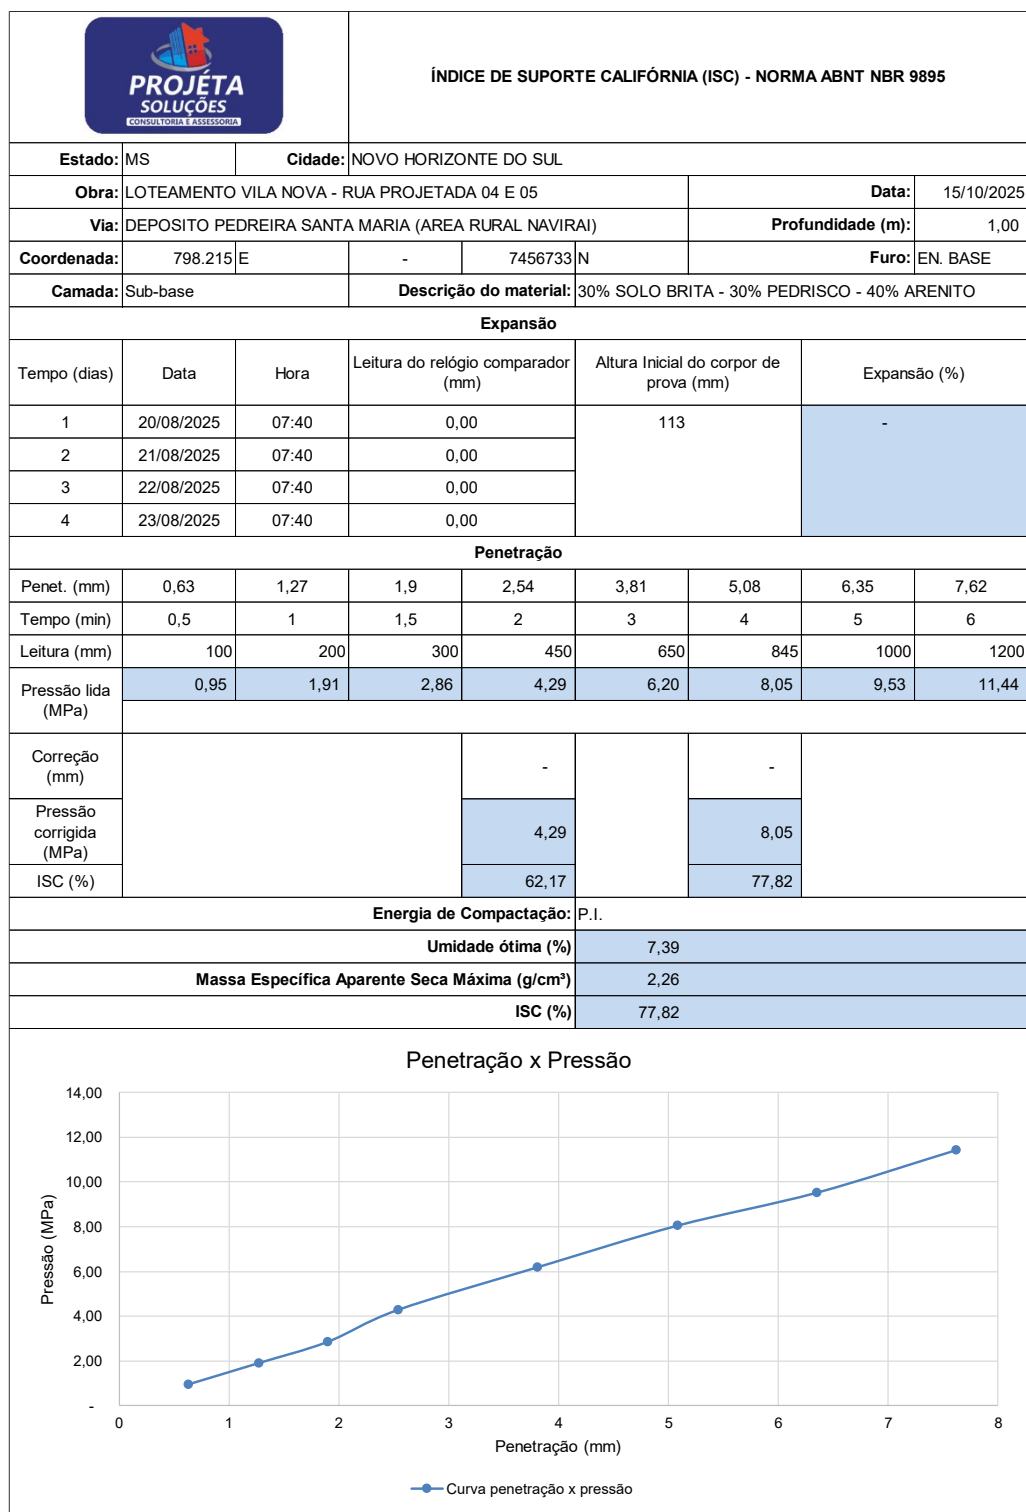 PROJÉTA
SOLUÇÕES
CONSULTORIA E ASSESSORIA
ÍNDICE DE SUPORTE CALIFÓRNIA (ISC) - NORMA ABNT NBR 9895
Estado: MS Cidade: NOVO HORIZONTE DO SUL
Obra: LOTEAMENTO VILA NOVA - RUA PROJETADA 04 E 05 Data: 15/10/2025
Via: DEPOSITO PEDREIRA SANTA MARIA (AREA RURAL NAVIRAI) Profundidade (m): 1,00
Coordenada: 798.215 E - 7456733 N Furo: EN. BASE
Camada: Sub-base Descrição do material: 30% SOLO BRITA - 30% PEDRISCO - 40% ARENITO
Expansão
Tempo (dias) Data Hora Leitura do relógio comparador (mm) Altura Inicial do corpor de prova (mm) Expansão (%)
1 20/08/2025 07:40 0,00 113 -
2 21/08/2025 07:40 0,00
3 22/08/2025 07:40 0,00
4 23/08/2025 07:40 0,00
Penetração
Penet. (mm) 0,63 1,27 1,9 2,54 3,81 5,08 6,35 7,62
Tempo (min) 0,5 1 1,5 2 3 4 5 6
Leitura (mm) 100 200 300 450 650 845 1000 1200
Pressão lida (MPa) 0,95 1,91 2,86 4,29 6,20 8,05 9,53 11,44
Correção (mm) - -
Pressão corrigida (MPa) 4,29 8,05
ISC (%) 62,17 77,82
Energia de Compactação: P.I.
Umidade ótima (%) 7,39
Massa Específica Aparente Seca Máxima (g/cm³) 2,26
ISC (%) 77,82
Penetração x Pressão
14,00
12,00
10,00
8,00
6,00
4,00
2,00
-
Pressão (MPa)
0 1 2 3 4 5 6 7 8
Penetração (mm)
Curva penetração x pressão